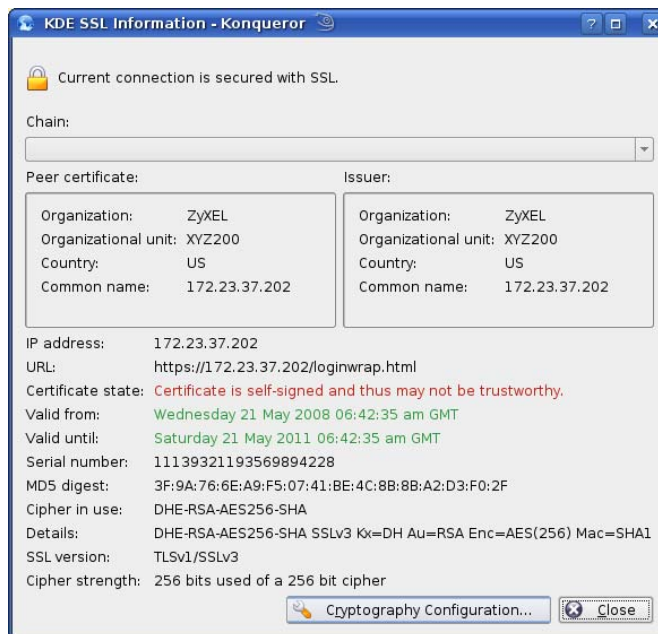 KDE SSL Information - Konqueror
Current connection is secured with SSL.
Chain:
Peer certificate:
Issuer:
Organization: ZyXEL
Organizational unit: XYZ200
Country: US
Common name: 172.23.37.202
Organization: ZyXEL
Organizational unit: XYZ200
Country: US
Common name: 172.23.37.202
IP address: 172.23.37.202
URL: https://172.23.37.202/loginwrap.html
Certificate state: Certificate is self-signed and thus may not be trustworthy.
Valid from: Wednesday 21 May 2008 06:42:35 am GMT
Valid until: Saturday 21 May 2011 06:42:35 am GMT
Serial number: 11139321193569894228
MD5 digest: 3F:9A:76:6E:A9:F5:07:41:BE:4C:8B:8B:A2:D3:F0:2F
Cipher in use: DHE-RSA-AES256-SHA
Details: DHE-RSA-AES256-SHA SSLv3 Kx=DH Au=RSA Enc=AES(256) Mac=SHA1
SSL version: TLSv1/SSLv3
Cipher strength: 256 bits used of a 256 bit cipher
Cryptography Configuration...
Close